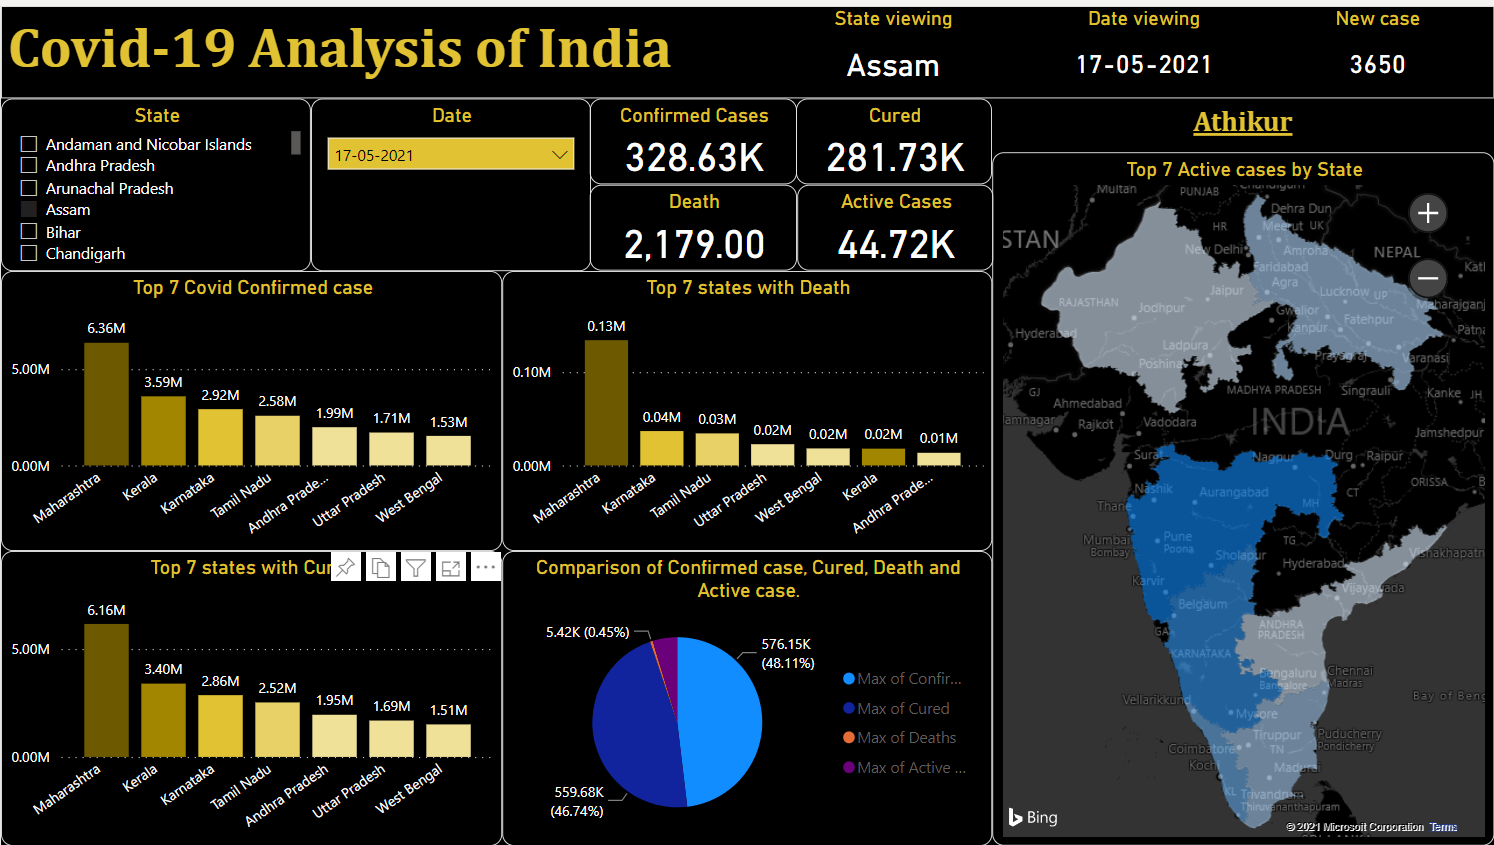 Covid-19 Analysis of India
State viewing
Assam
Date viewing
17-05-2021
New case
3650
State
Andaman and Nicobar Islands
Andhra Pradesh
Arunachal Pradesh
Assam
Bihar
Chandigarh
Date
17-05-2021
Confirmed Cases
328.63K
Cured
281.73K
Death
2,179.00
Active Cases
44.72K
Athikur
Top 7 Covid Confirmed case
6.36M
3.59M
2.92M
2.58M
1.99M
1.71M
1.53M
5.00M
0.00M
Maharashtra
Kerala
Karnataka
Tamil Nadu
Andhra Prade...
Uttar Pradesh
West Bengal
Top 7 states with Death
0.13M
0.04M
0.03M
0.02M
0.02M
0.02M
0.01M
0.10M
0.00M
Maharashtra
Karnataka
Tamil Nadu
Uttar Pradesh
West Bengal
Kerala
Andhra Prade...
Top 7 states with Cur
6.16M
3.40M
2.86M
2.52M
1.95M
1.69M
1.51M
5.00M
0.00M
Maharashtra
Kerala
Karnataka
Tamil Nadu
Andhra Pradesh
Uttar Pradesh
West Bengal
Comparison of Confirmed case, Cured, Death and
Active case.
5.42K (0.45%)
576.15K
(48.11%)
559.68K
(46.74%)
Max of Confir...
Max of Cured
Max of Deaths
Max of Active ...
Top 7 Active cases by State
Multan
PUNJAB
Chandigarh
Dehra Dun
STAN
HR
Meerut UK
New Delhi
Amroha
NEPAL
Faridabad
Kat
Agra
Jaipur
Lucknow UP
RAJASTHAN
Jodhpur
Maharajganj
Gwalior
Fatehpur
Hyderabad
Kanpur
Patna
Ladpura
Poshina
Prayagraj
Varanasi
GJ
MADHYA PRADESH
Singrauli
Kanke
JH
Ahmedabad
Jamnagar
Rajkot
Vadodara
INDIA
Jamshedpur
Surat
Nagpur
Durg
Raipur
Nashik
Aurangabad
CT
ORISSA
Thane
MH
Mumbai
Bombay
Pune
Poona
TG
Sholapur
Hyderabad
Vishakhapatn
Karvir
Vijayawada
Belgaum
GA
ANDHRA
PRADESH
KARNATAKA
Bengaluru
Bangalore
Chennai
Madras
Vellarikkund
Bay of Beng
Mysore
Coimbatore
Tiruppur
TN
Puducherry
Pondicherry
Koch
Madurai
KL
Trivandrum
Thiruvananthapuram
Bing
© 2021 Microsoft Corporation Terms